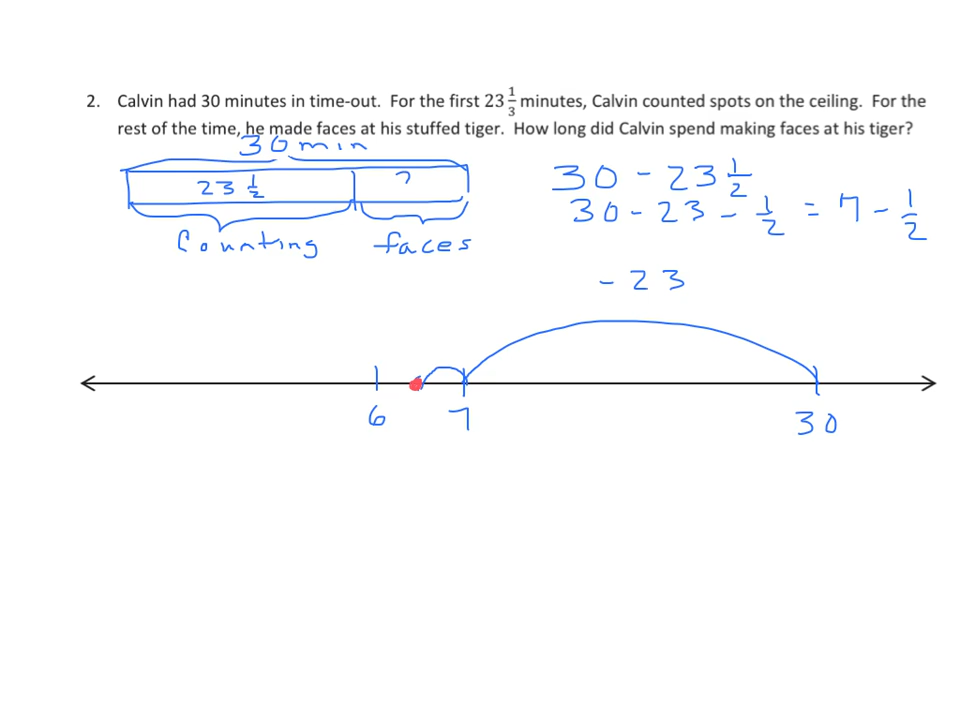 2. Calvin had 30 minutes in time-out. For the first 23 1/3 minutes, Calvin counted spots on the ceiling. For the
rest of the time, he made faces at his stuffed tiger. How long did Calvin spend making faces at his tiger?
30 min
23 1/2 ?
Counting faces
30 - 23 1/2
30 - 23 - 1/2 = 7 - 1/2
- 23
6 7 30